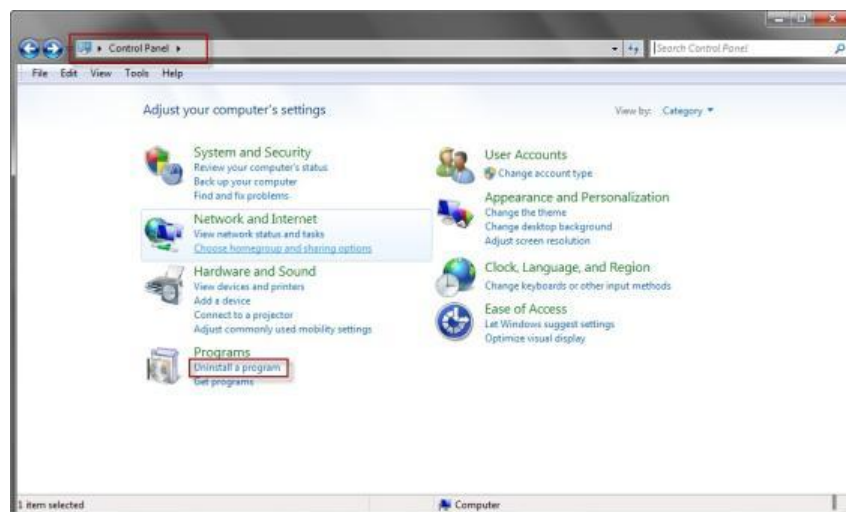 Control Panel
Search Control Panel
File Edit View Tools Help
Adjust your computer's settings
View by: Category
System and Security
Review your computer's status
Back up your computer
Find and fix problems
Network and Internet
View network status and tasks
Choose homegroup and sharing options
Hardware and Sound
View devices and printers
Add a device
Connect to a projector
Adjust commonly used mobility settings
Programs
Uninstall a program
Get programs
User Accounts
Change account type
Appearance and Personalization
Change the theme
Change desktop background
Adjust screen resolution
Clock, Language, and Region
Change keyboards or other input methods
Ease of Access
Let Windows suggest settings
Optimize visual display
1 item selected
Computer